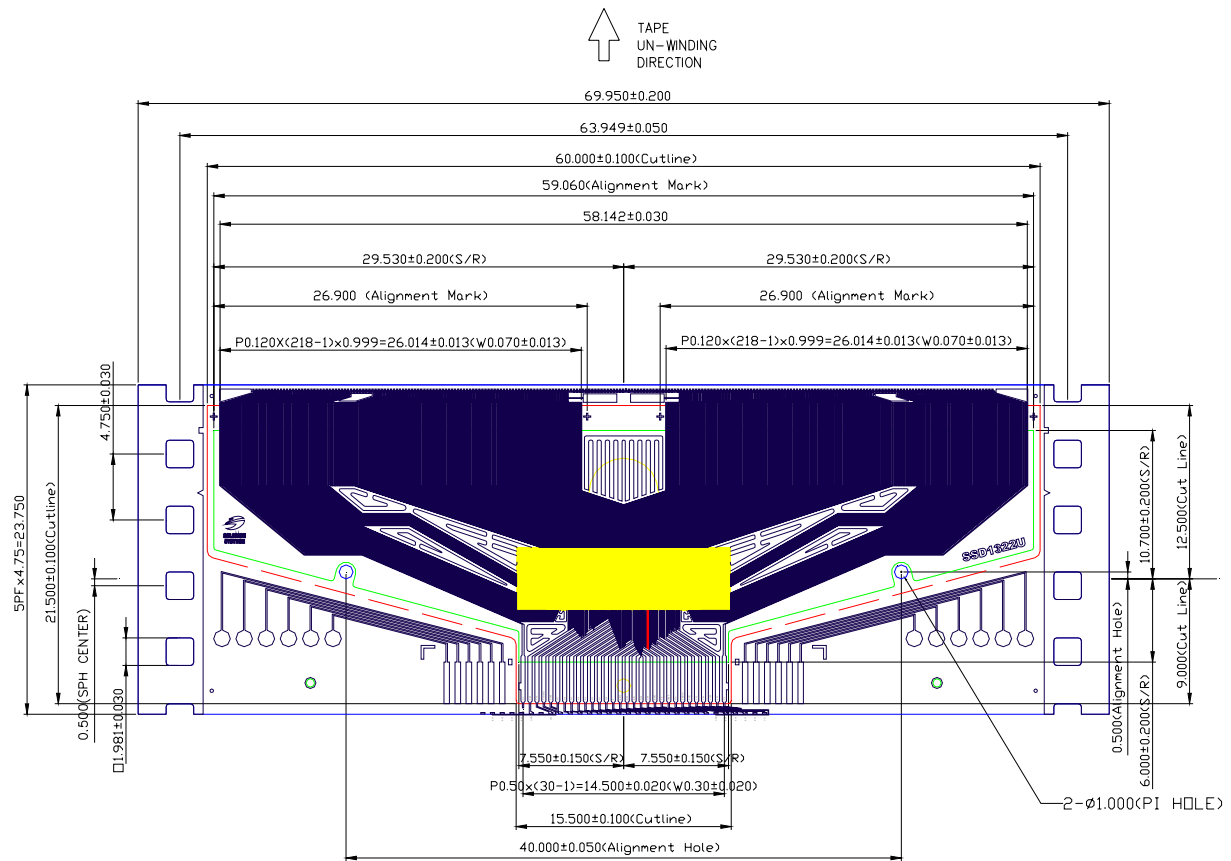 TAPE
UN-WINDING
DIRECTION
69.950±0.200
63.949±0.050
60.000±0.100(Cutline)
59.060(Alignment Mark)
58.142±0.030
29.530±0.200(S/R)
29.530±0.200(S/R)
26.900 (Alignment Mark)
26.900 (Alignment Mark)
P0.120X(218-1)x0.999=26.014±0.013(W0.070±0.013)
P0.120x(218-1)x0.999=26.014±0.013(W0.070±0.013)
5PFx4.75=23.750
21.500±0.100(Cutline)
4.750±0.030
0.500(SPH CENTER)
□1.981±0.030
SSD1322U
10.700±0.200(S/R)
12.500(Cut Line)
0.500(Alignment Hole)
6.000±0.200(S/R)
9.000(Cut Line)
7.550±0.150(S/R)
7.550±0.150(S/R)
P0.50x(30-1)=14.500±0.020(W0.30±0.020)
15.500±0.100(Cutline)
40.000±0.050(Alignment Hole)
2-Ø1.000(PI HOLE)